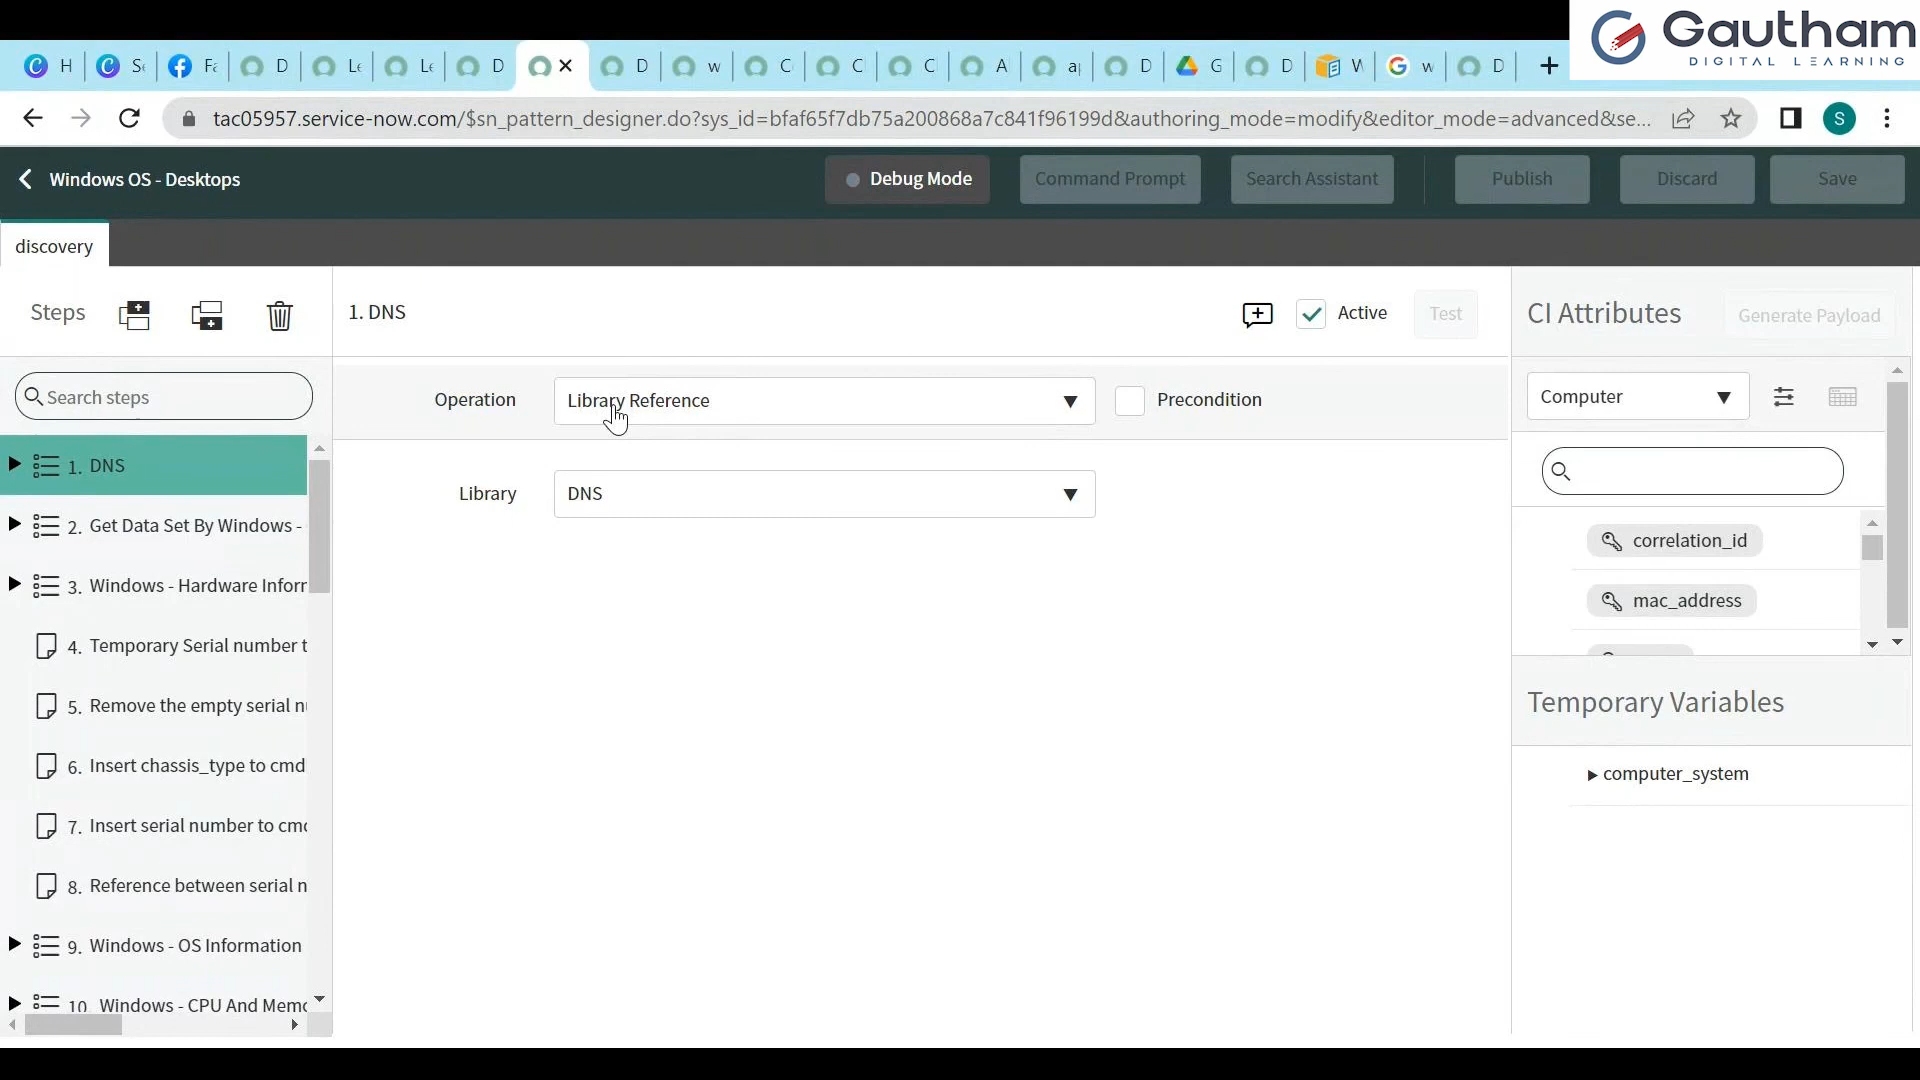 Gautham
DIGITAL LEARNING
H
Se
Fa
D
Le
Le
D
D
w
C
C
C
A
a
D
G
D
W
w
D
tac05957.service-now.com/$sn_pattern_designer.do?sys_id=bfaf65f7db75a200868a7c841f96199d&authoring_mode=modify&editor_mode=advanced&se...
S
Windows OS - Desktops
Debug Mode
Command Prompt
Search Assistant
Publish
Discard
Save
discovery
Steps
1. DNS
Active
Test
CI Attributes
Generate Payload
Search steps
Operation
Library Reference
Precondition
Computer
1. DNS
Library
DNS
2. Get Data Set By Windows -
correlation_id
3. Windows - Hardware Inforr
mac_address
4. Temporary Serial number t
5. Remove the empty serial n
Temporary Variables
6. Insert chassis_type to cmd
computer_system
7. Insert serial number to cmd
8. Reference between serial n
9. Windows - OS Information
10. Windows - CPU And Memo